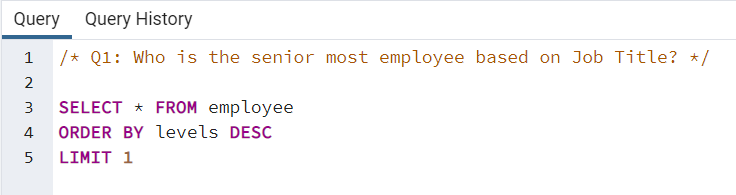 Query Query History
1 /* Q1: Who is the senior most employee based on Job Title? */
2
3 SELECT * FROM employee
4 ORDER BY levels DESC
5 LIMIT 1